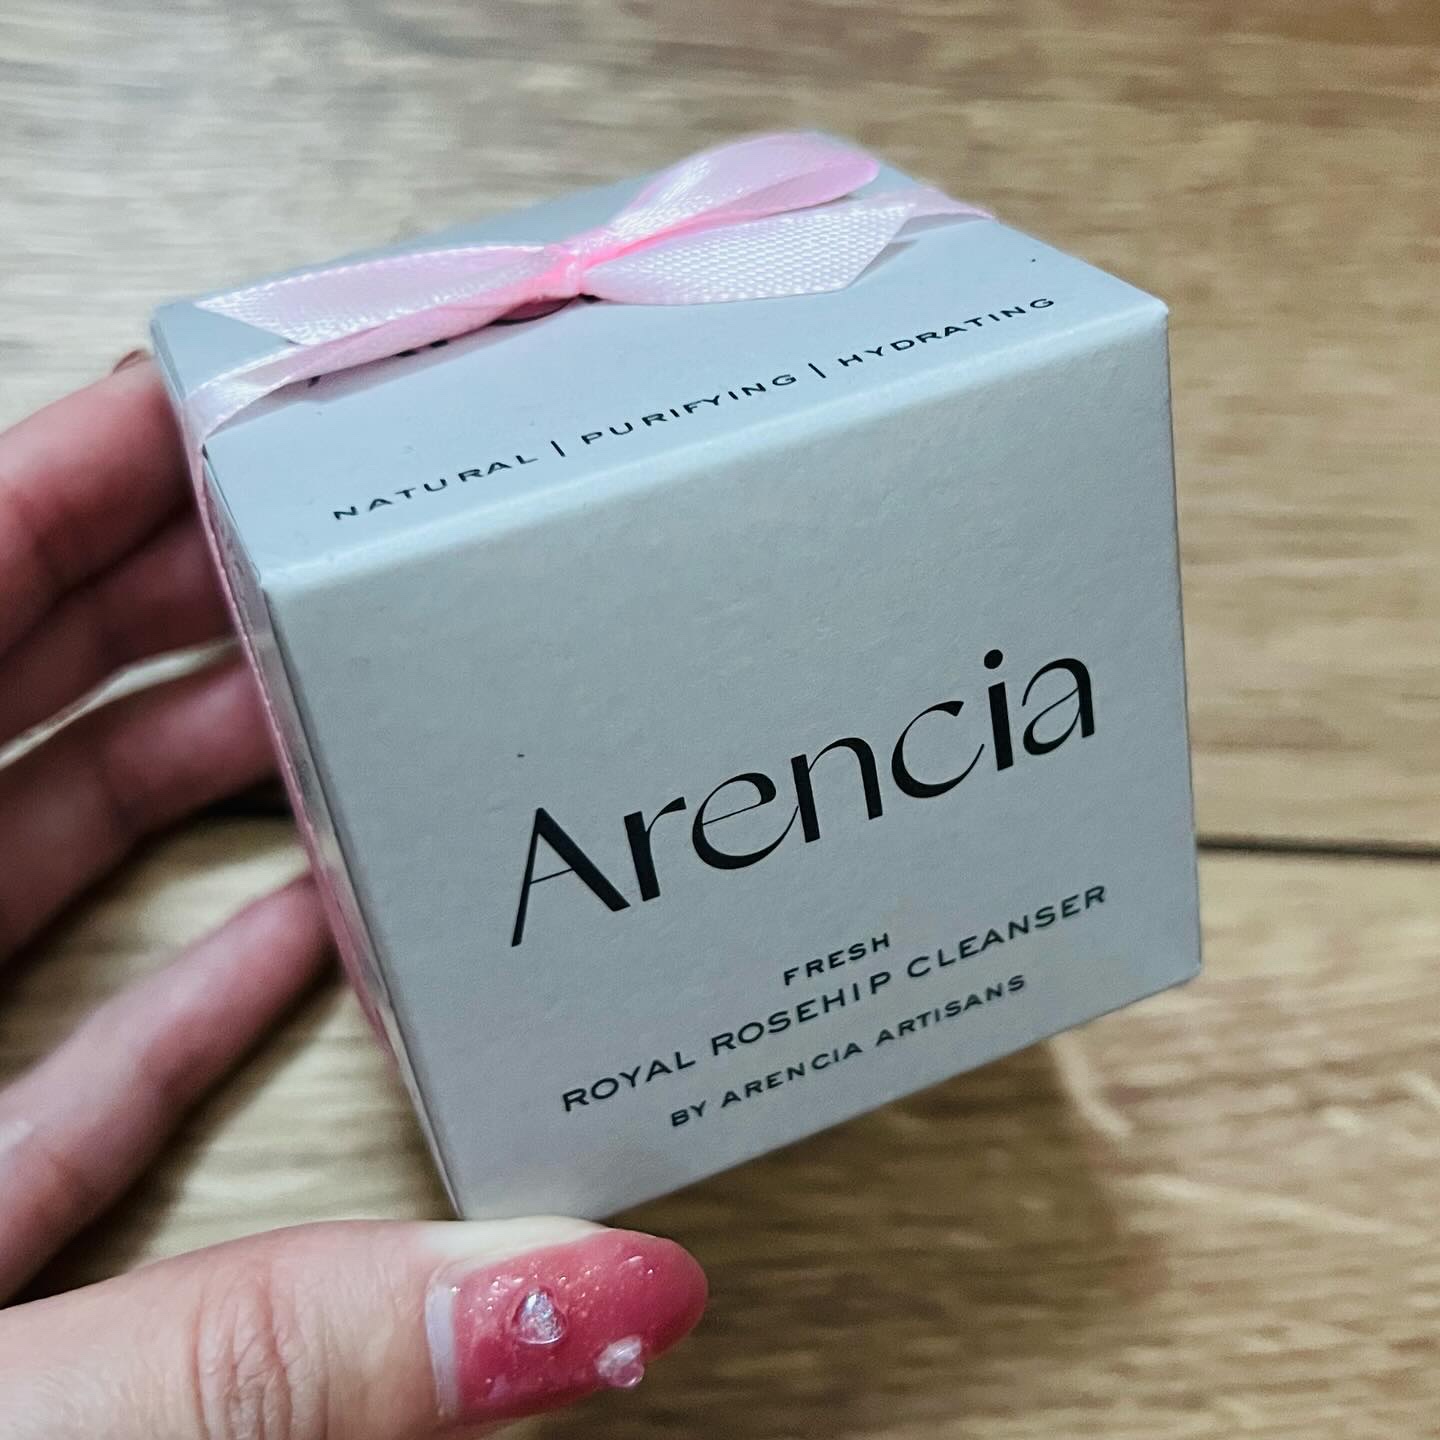 NATURAL | PURIFYING | HYDRATING
Arencia
FRESH
ROYAL ROSEHIP CLEANSER
BY ARENCIA ARTISANS